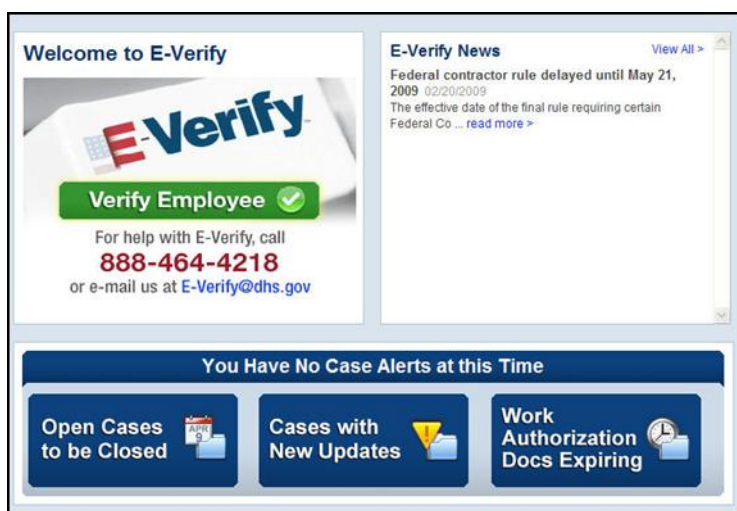 Welcome to E-Verify
E-Verify
Verify Employee
For help with E-Verify, call
888-464-4218
or e-mail us at E-Verify@dhs.gov
E-Verify News
View All >
Federal contractor rule delayed until May 21,
2009 02/20/2009
The effective date of the final rule requiring certain
Federal Co ... read more >
You Have No Case Alerts at this Time
Open Cases
to be Closed
APR
9
Cases with
New Updates
Work
Authorization
Docs Expiring